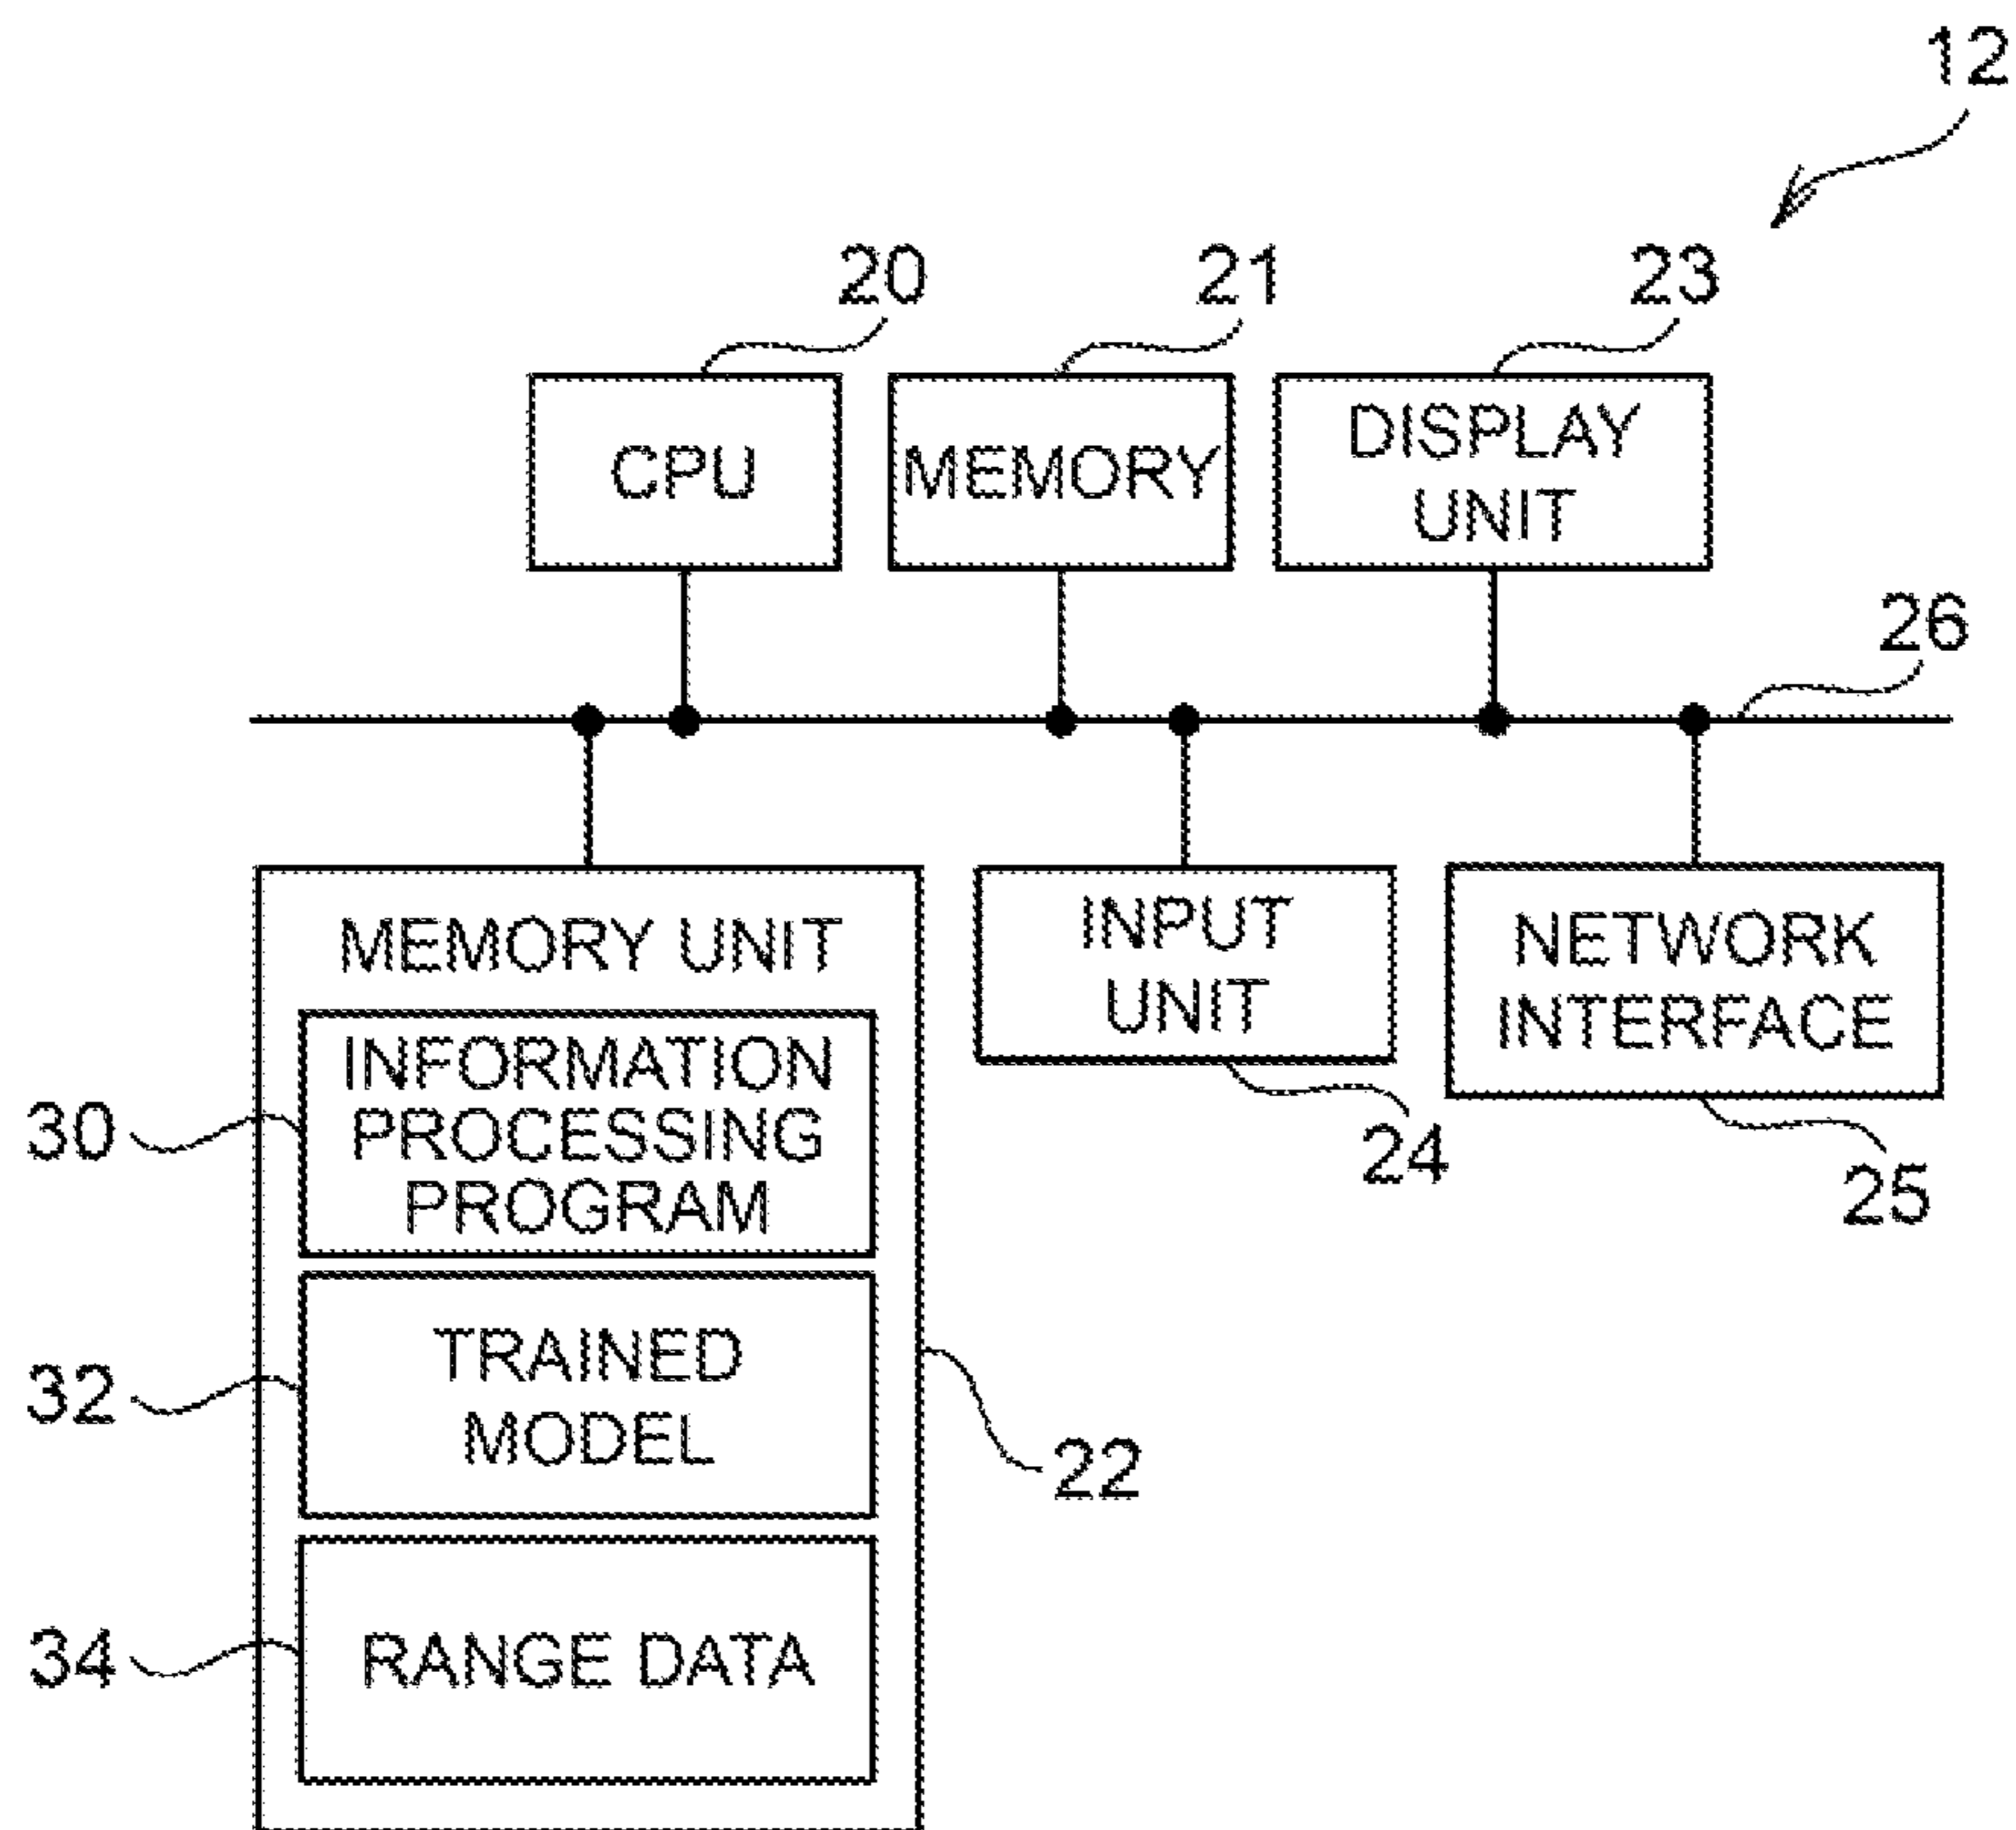 12
20
21
23
CPU
MEMORY
DISPLAY
UNIT
26
MEMORY UNIT
INPUT
UNIT
NETWORK
INTERFACE
INFORMATION
PROCESSING
PROGRAM
30
24
25
TRAINED
MODEL
32
22
RANGE DATA
34